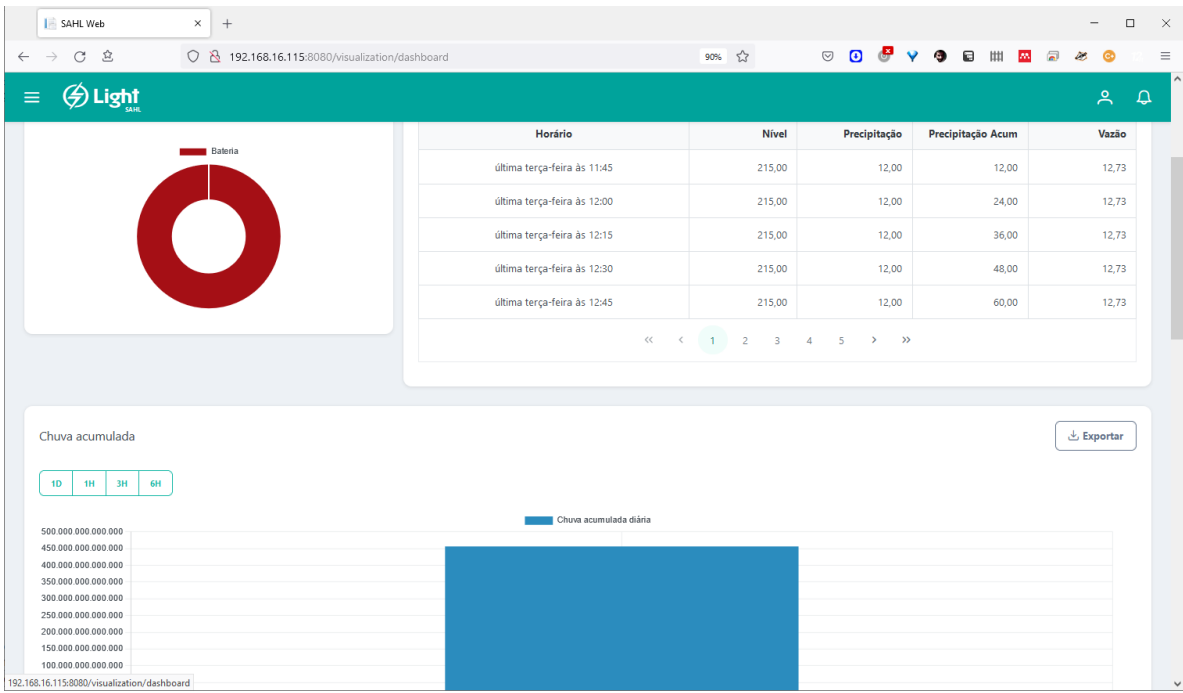 SAHL Web
192.168.16.115:8080/visualization/dashboard
90%
Light
SAHL
Bateria
Horário Nível Precipitação Precipitação Acum Vazão
última terça-feira às 11:45 215,00 12,00 12,00 12,73
última terça-feira às 12:00 215,00 12,00 24,00 12,73
última terça-feira às 12:15 215,00 12,00 36,00 12,73
última terça-feira às 12:30 215,00 12,00 48,00 12,73
última terça-feira às 12:45 215,00 12,00 60,00 12,73
« ‹ 1 2 3 4 5 › »
Chuva acumulada
Exportar
1D 1H 3H 6H
Chuva acumulada diária
500.000.000.000.000
450.000.000.000.000
400.000.000.000.000
350.000.000.000.000
300.000.000.000.000
250.000.000.000.000
200.000.000.000.000
150.000.000.000.000
100.000.000.000.000
192.168.16.115:8080/visualization/dashboard